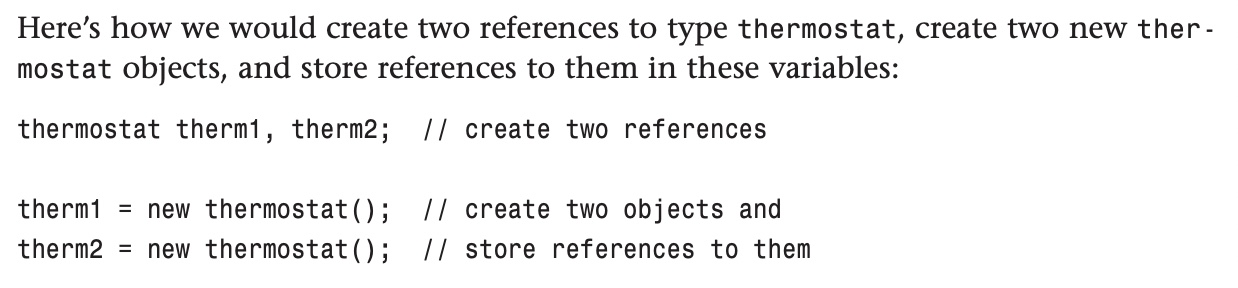 Here’s how we would create two references to type thermostat, create two new ther-
mostat objects, and store references to them in these variables:
thermostat therm1, therm2;  // create two references
therm1 = new thermostat();  // create two objects and
therm2 = new thermostat();  // store references to them